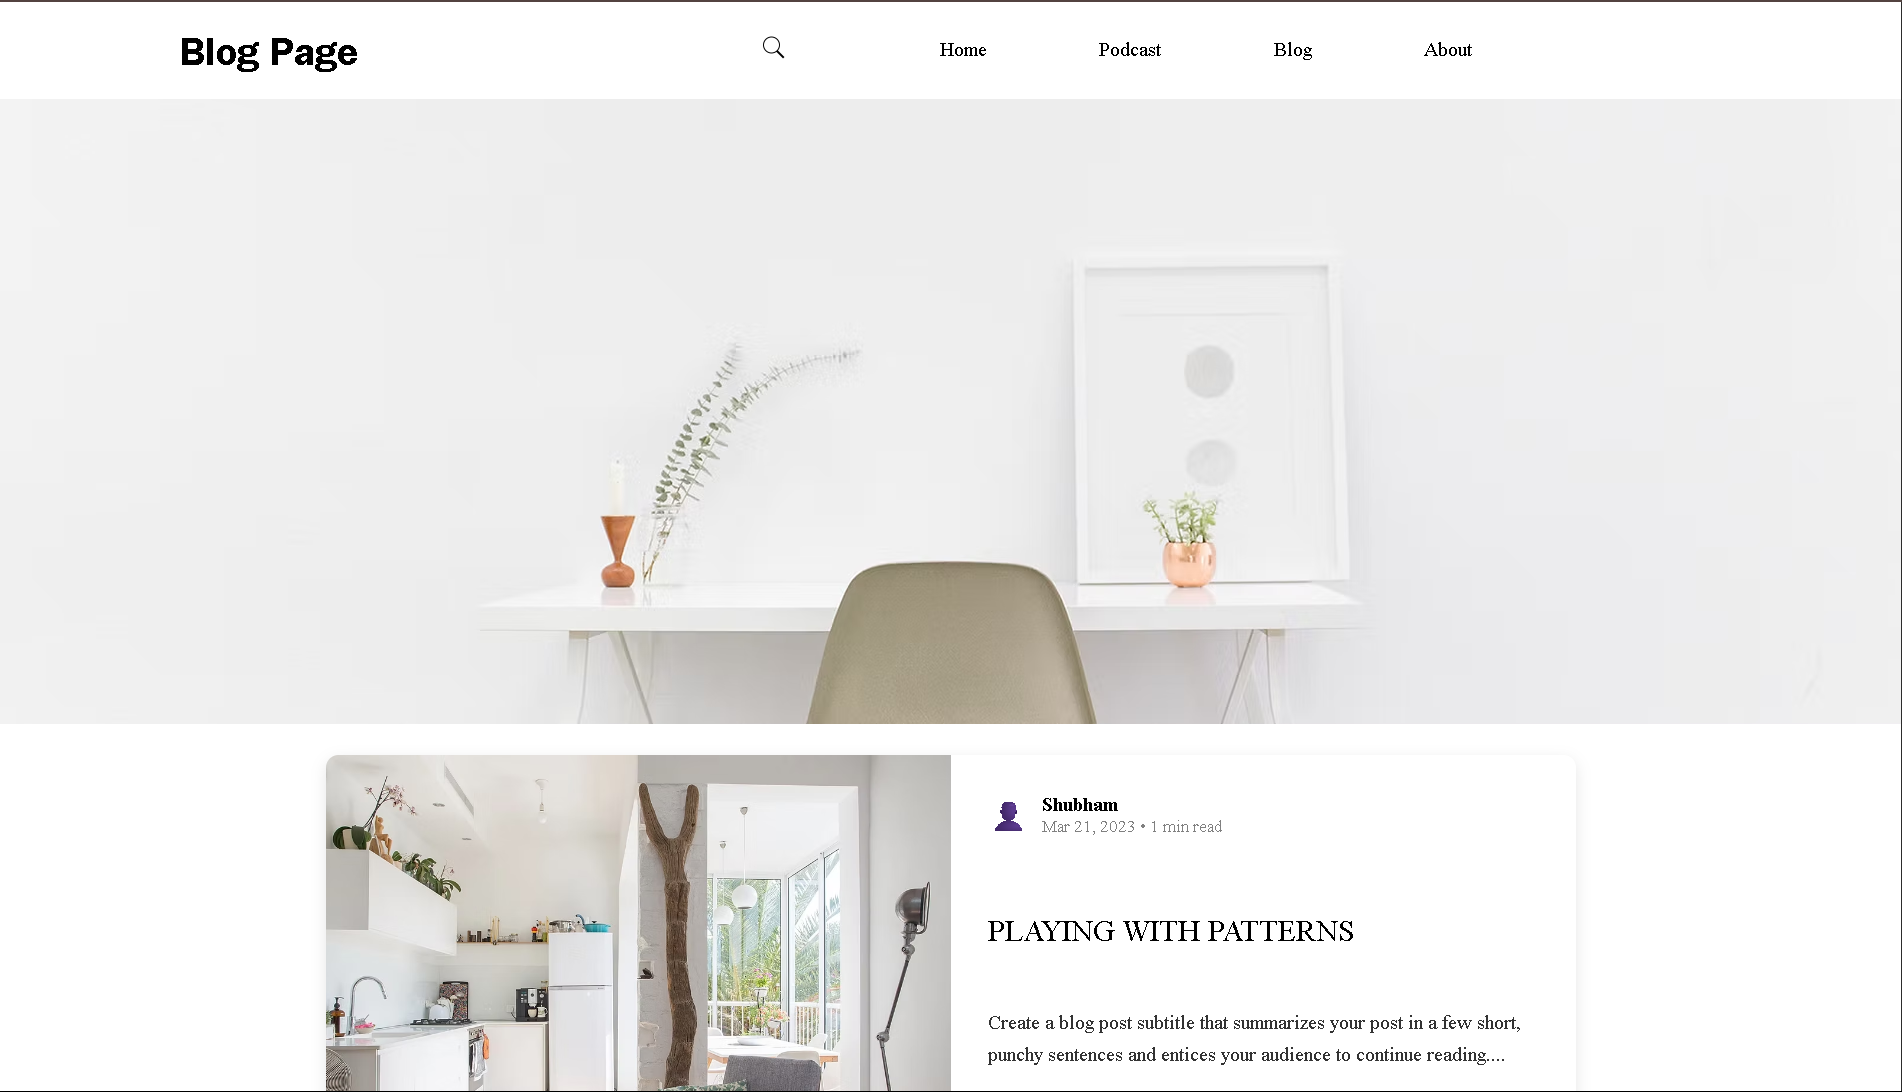 Blog Page
Home Podcast Blog About
Shubham
Mar 21, 2023 • 1 min read
PLAYING WITH PATTERNS
Create a blog post subtitle that summarizes your post in a few short,
punchy sentences and entices your audience to continue reading....